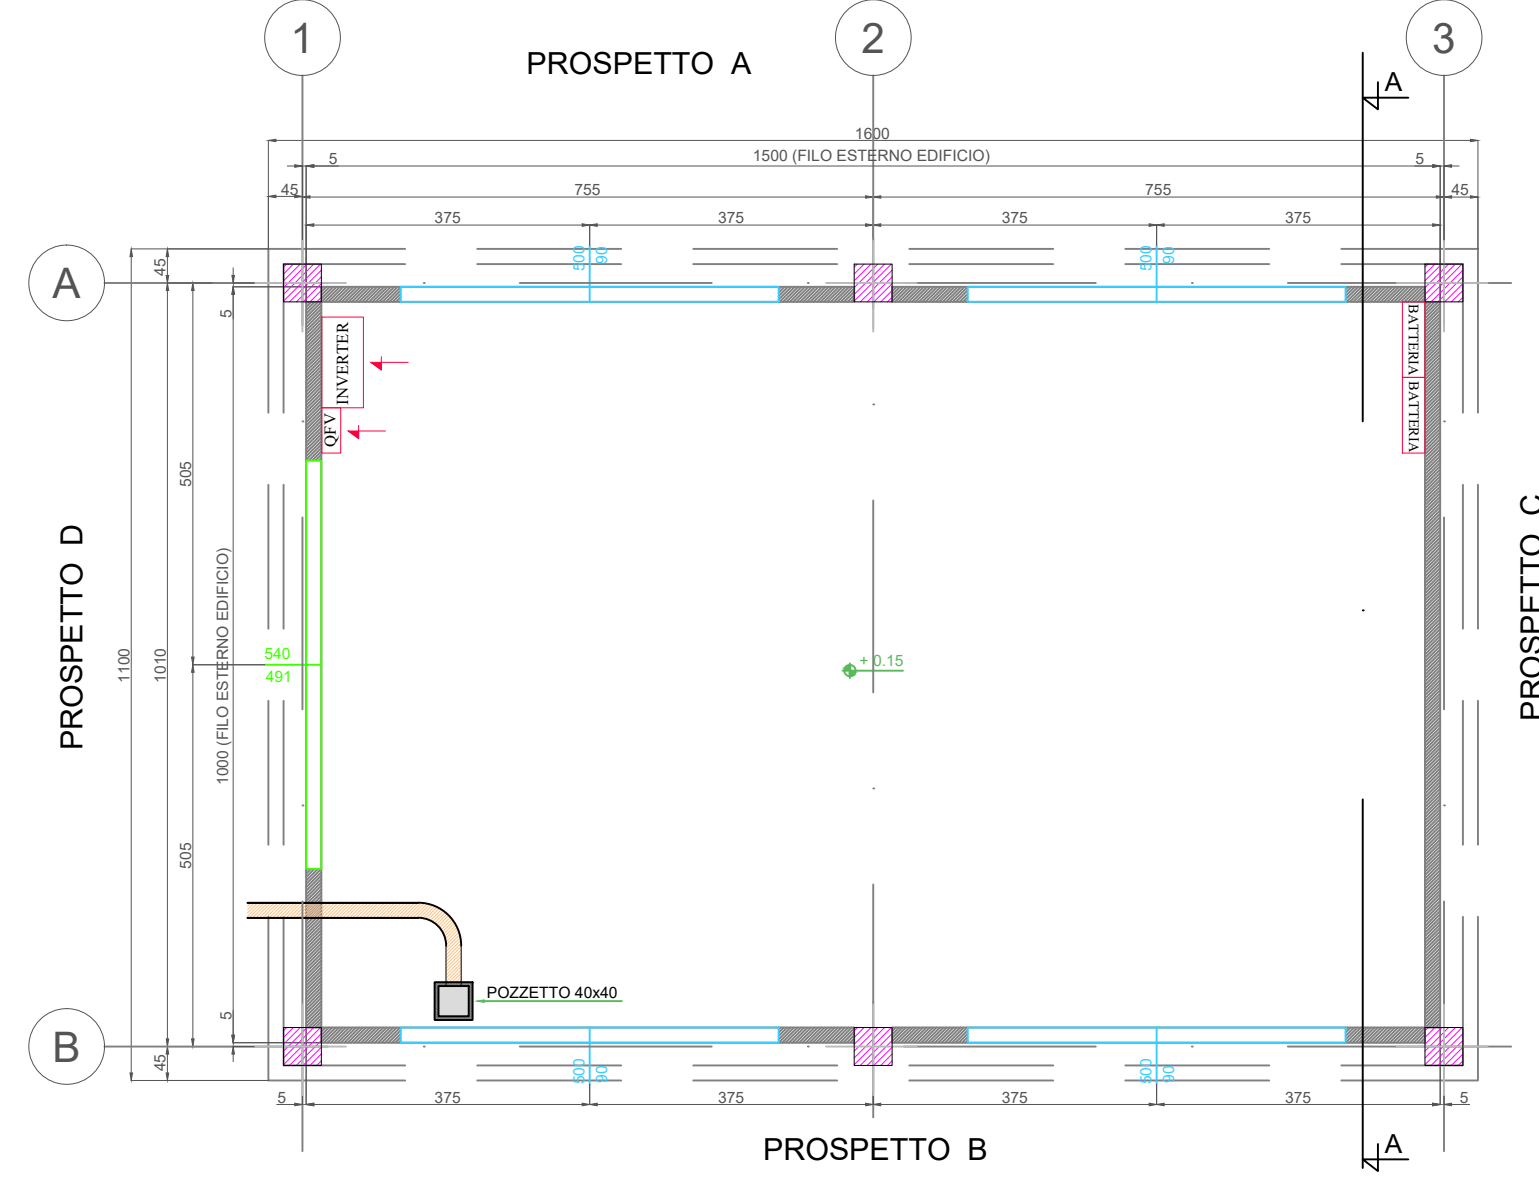 1
2
3
PROSPETTO A
A
1600
1500 (FILO ESTERNO EDIFICIO)
5
5
45
755
755
45
375
375
375
375
500
90
500
90
A
45
5
INVERTER
QFV
BATTERIA
BATTERIA
505
PROSPETTO D
PROSPETTO C
1100
1010
1000 (FILO ESTERNO EDIFICIO)
540
491
+ 0.15
505
POZZETTO 40x40
5
B
45
500
90
500
90
5
375
375
375
375
5
PROSPETTO B
A